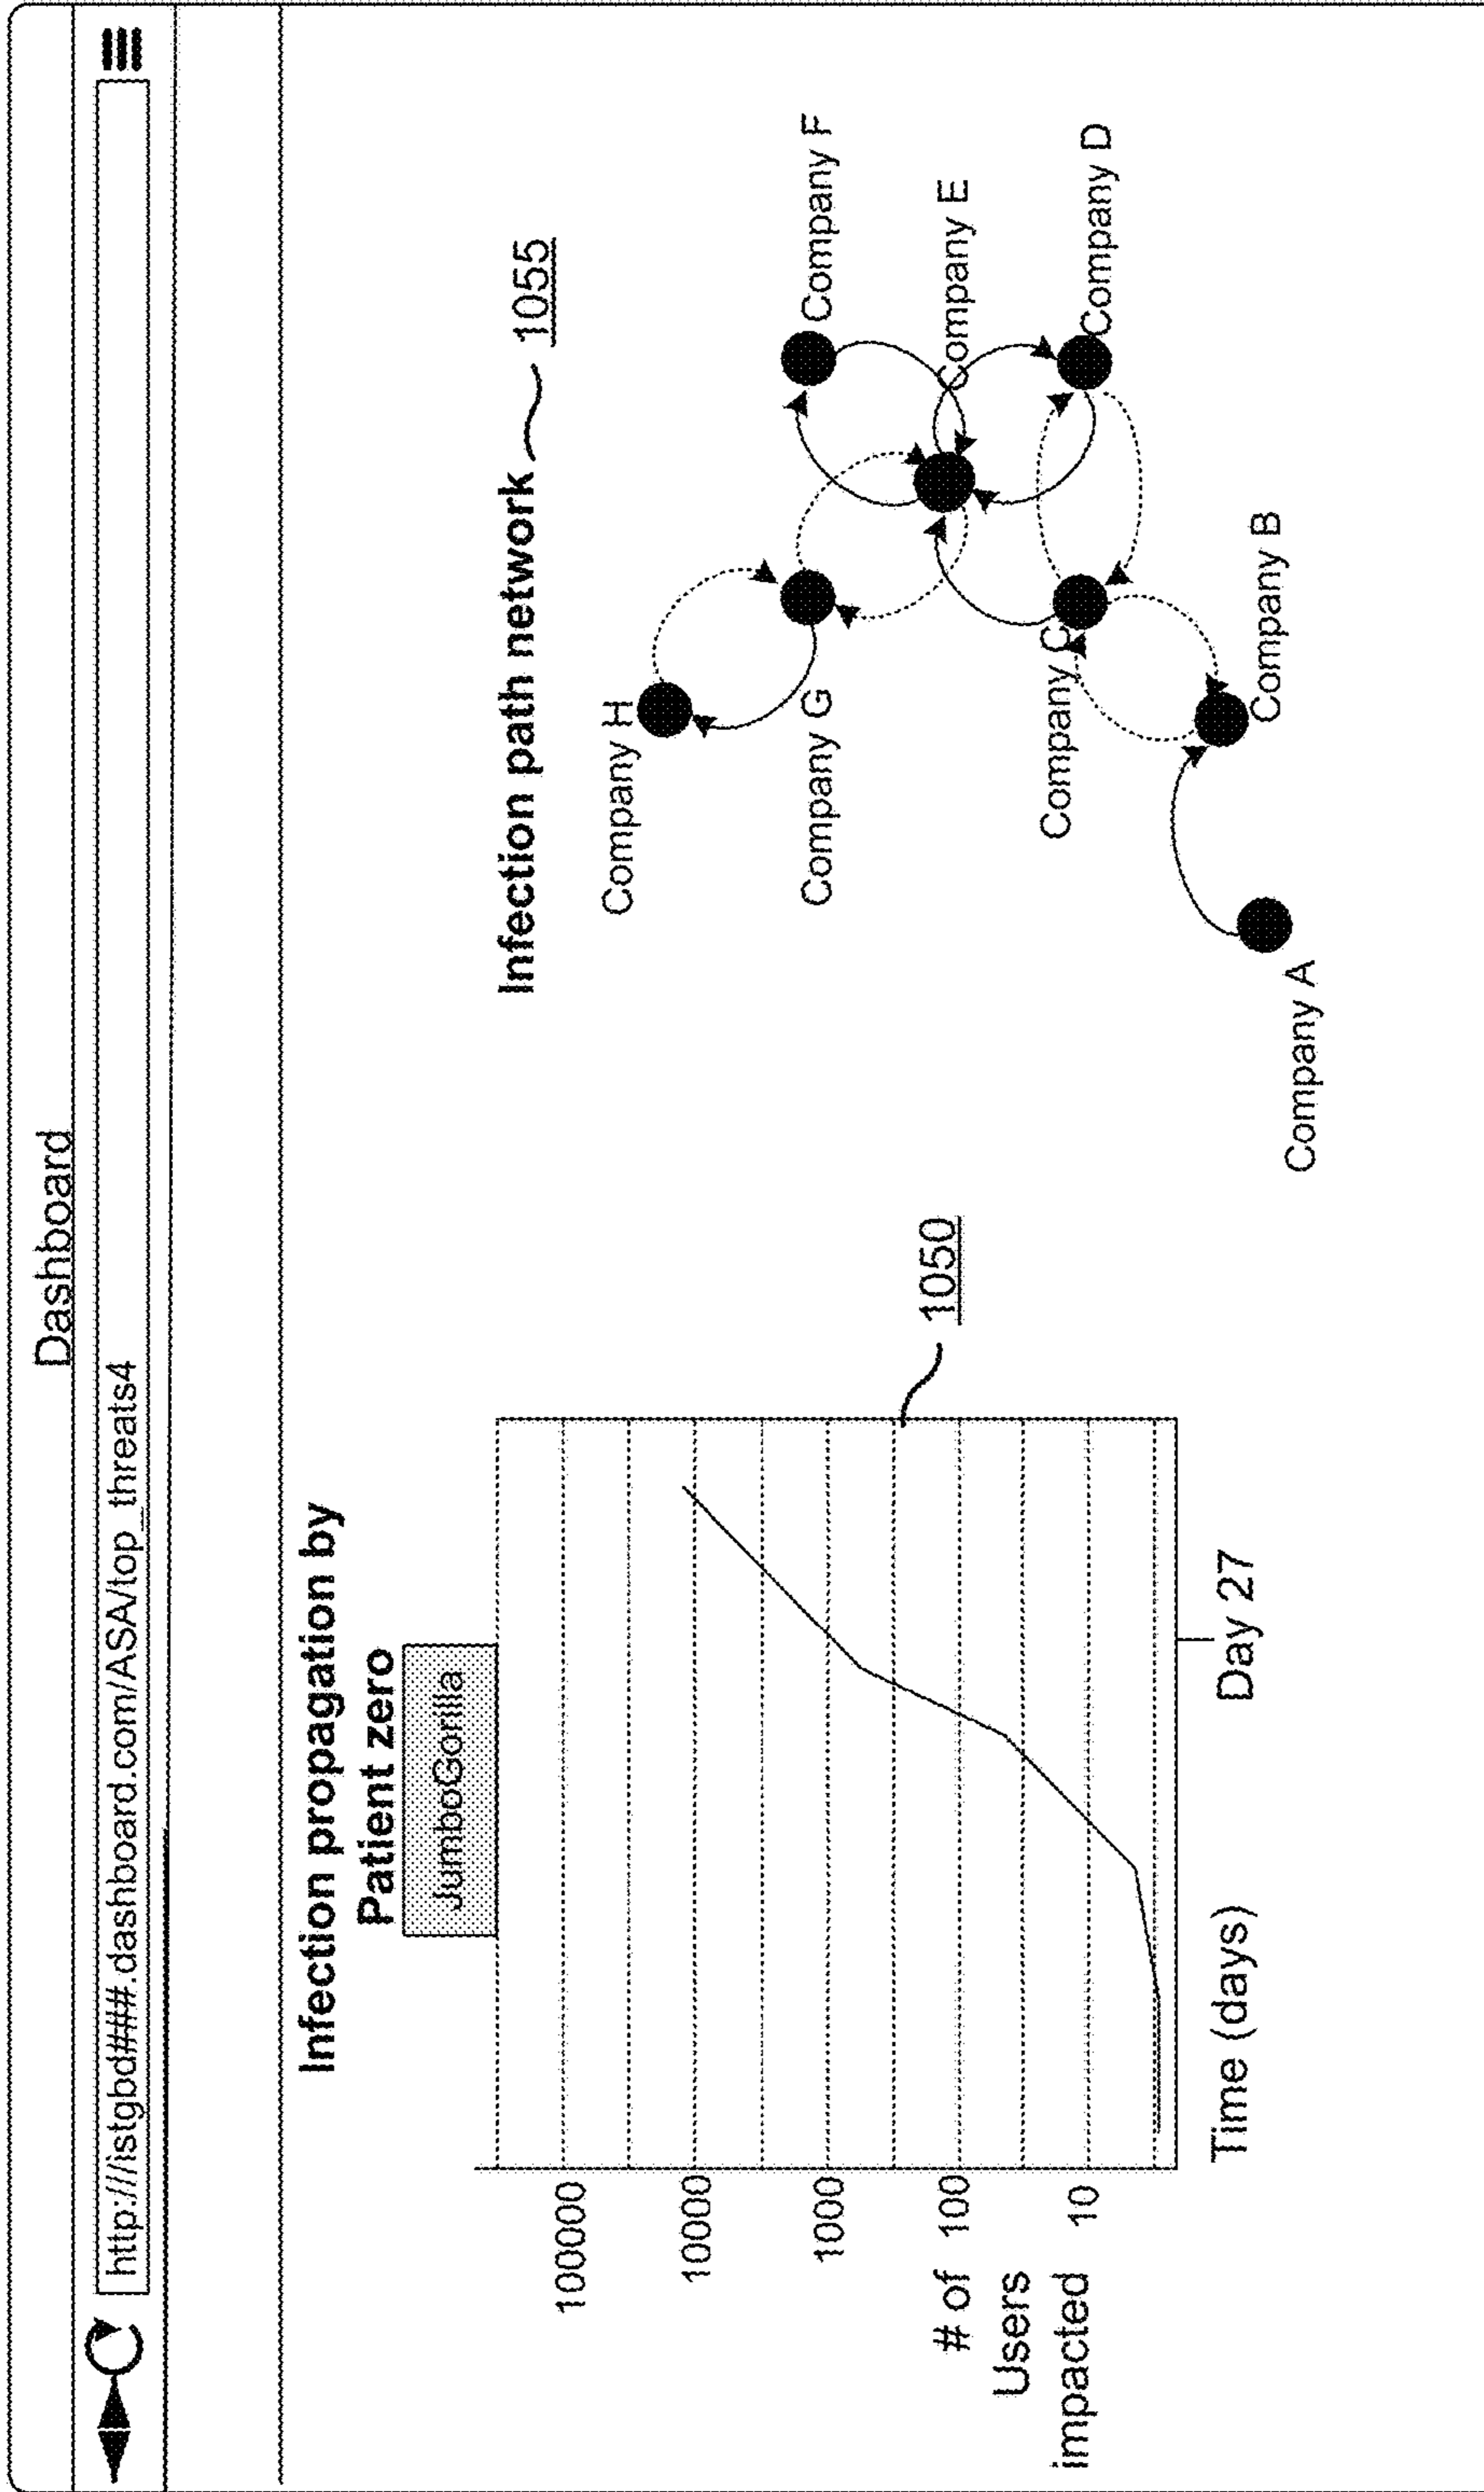 Dashboard
http:///istgbd###.dashboard.com/ASA/top_threats4
Infection propagation by
Patient zero
JumboGorilla
100000
10000
1000
# of 100
Users
impacted 10
Time (days)
Day 27
1050
Infection path network 1055
Company H
Company G
Company F
Company E
Company C
Company D
Company B
Company A